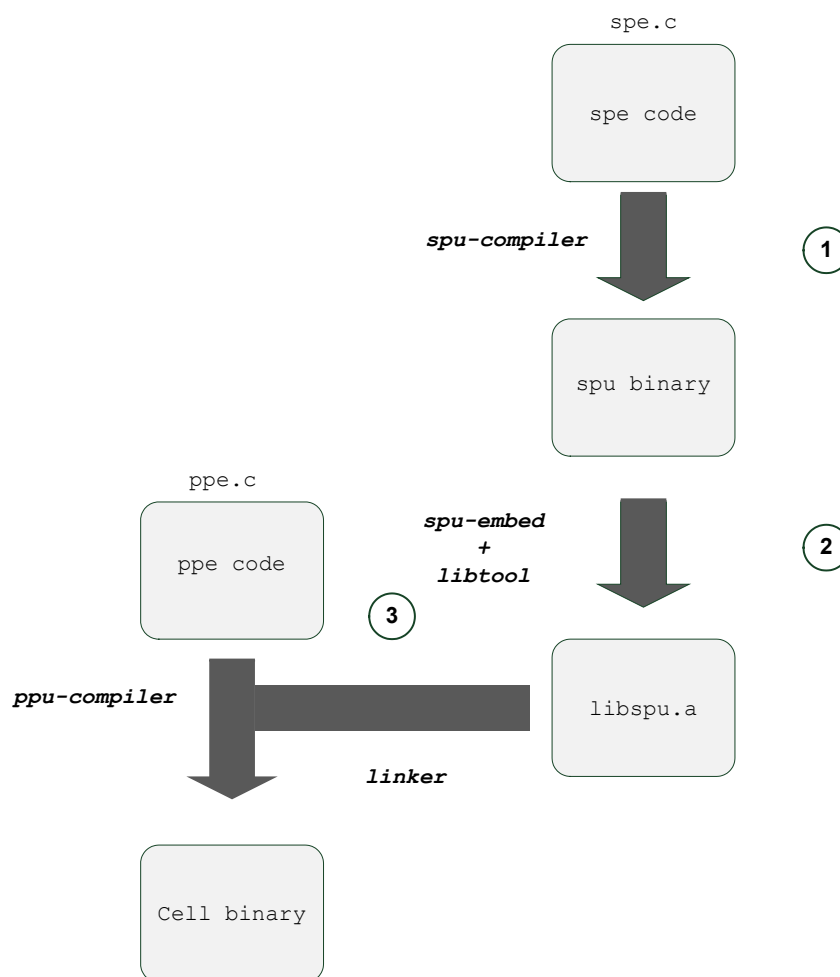 spe.c
spe code
spu-compiler
1
spu binary
ppe.c
ppe code
spu-embed
+
libtool
2
3
ppu-compiler
libspu.a
linker
Cell binary